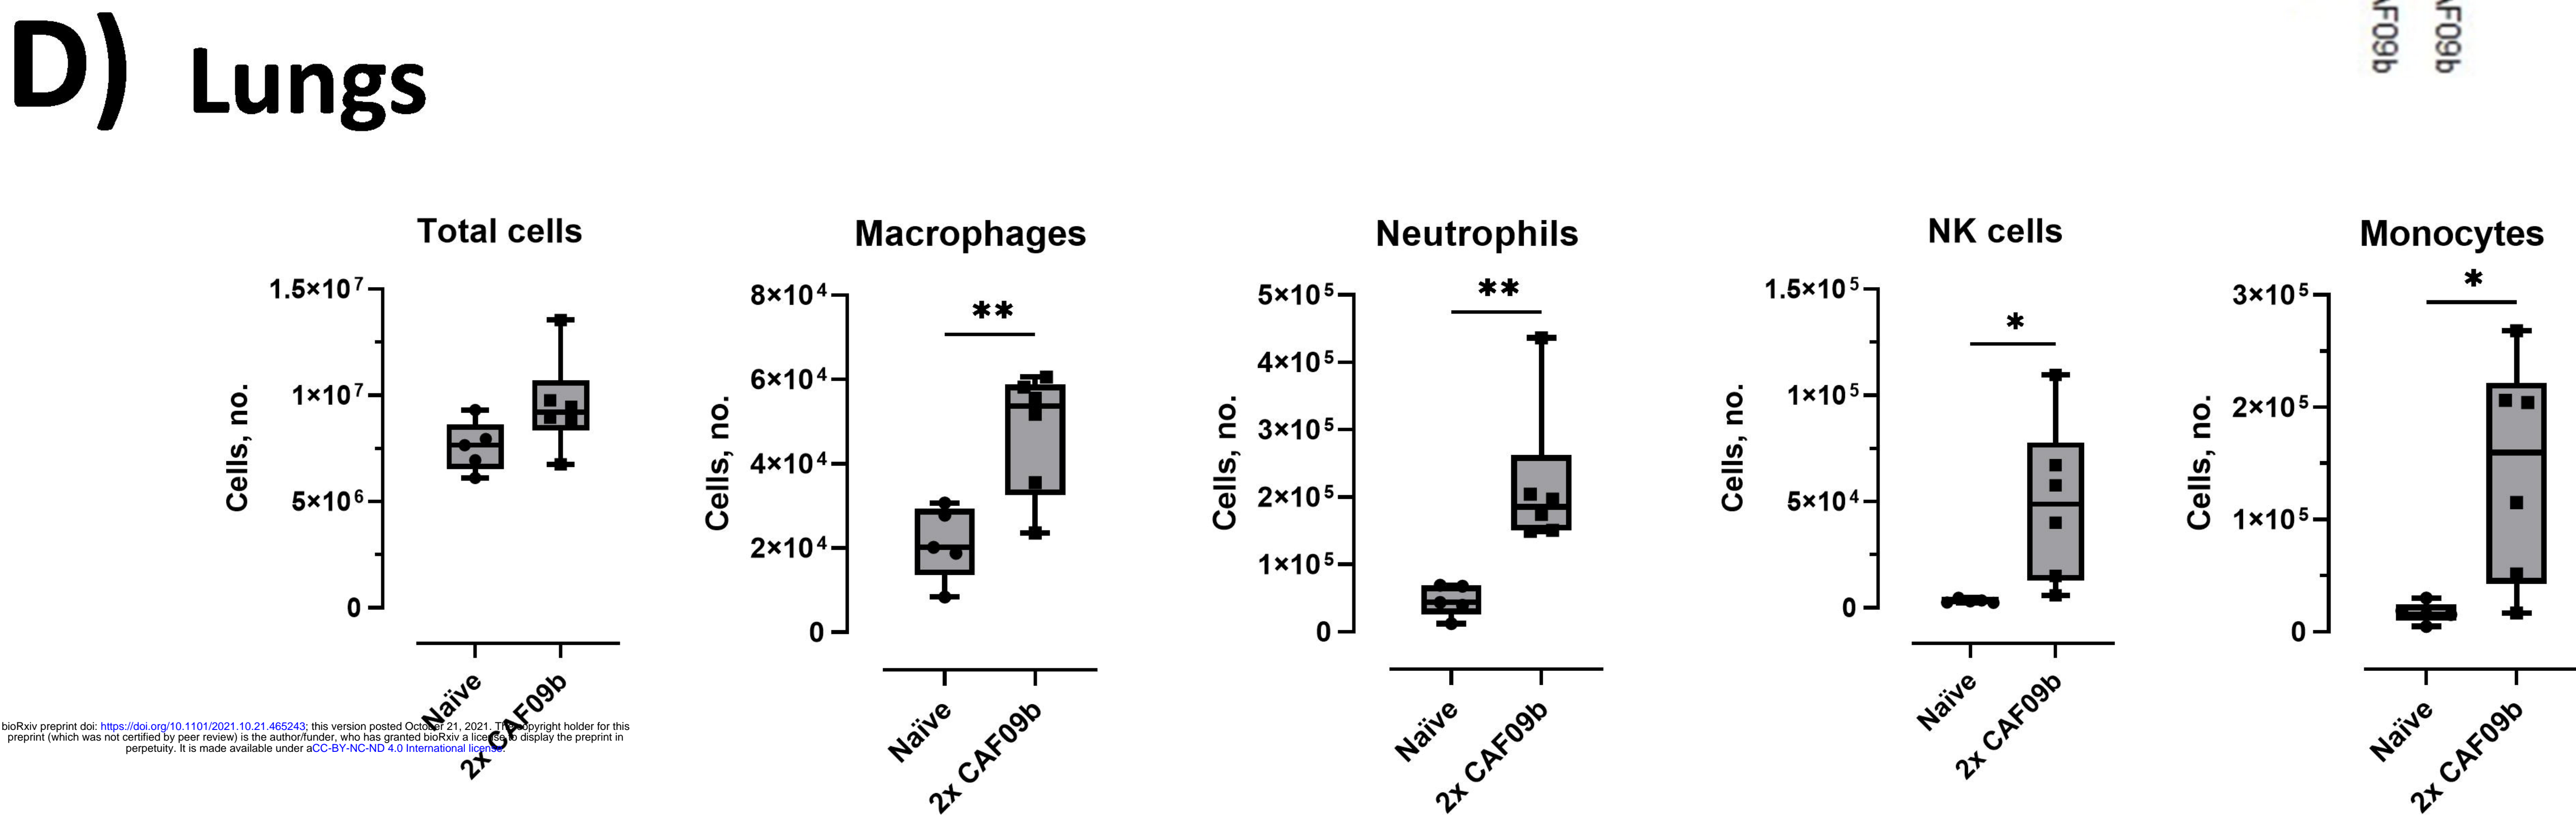 D) Lungs
AF09b
AF09b
Total cells
Cells, no.
1.5×10⁷
1×10⁷
5×10⁶
0
Naïve
2x CAF09b
Macrophages
**
Cells, no.
8×10⁴
6×10⁴
4×10⁴
2×10⁴
0
Naïve
2x CAF09b
Neutrophils
**
Cells, no.
5×10⁵
4×10⁵
3×10⁵
2×10⁵
1×10⁵
0
Naïve
2x CAF09b
NK cells
*
Cells, no.
1.5×10⁵
1×10⁵
5×10⁴
0
Naïve
2x CAF09b
Monocytes
*
Cells, no.
3×10⁵
2×10⁵
1×10⁵
0
Naïve
2x CAF09b
bioRxiv preprint doi: https://doi.org/10.1101/2021.10.21.465243; this version posted October 21, 2021. The copyright holder for this
preprint (which was not certified by peer review) is the author/funder, who has granted bioRxiv a license to display the preprint in
perpetuity. It is made available under aCC-BY-NC-ND 4.0 International license.